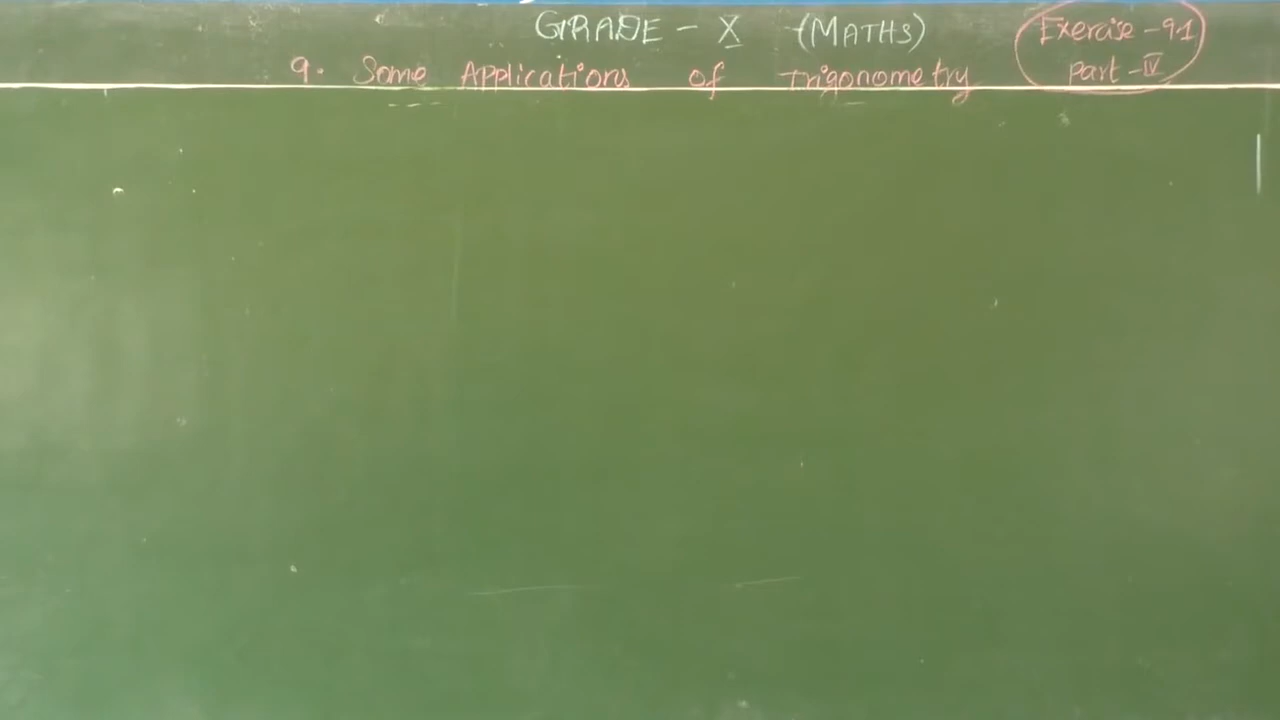 GRADE - X (MATHS)
9. Some Applications of Trigonometry
Exercise - 9.1
Part - IV